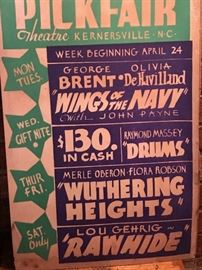 PICKFAIR
Theatre KERNERSVILLE · N·C·
WEEK BEGINNING APRIL 24
MON
TUES.
GEORGE OLIVIA
BRENT · DeHavilland
"WINGS OF THE NAVY"
With - JOHN PAYNE
WED.
GIFT NITE
$130.
IN CASH
RAYMOND MASSEY
"DRUMS"
THUR
FRI.
MERLE OBERON - FLORA ROBSON
"WUTHERING
HEIGHTS"
SAT.
Only
LOU GEHRIG ~
"RAWHIDE"